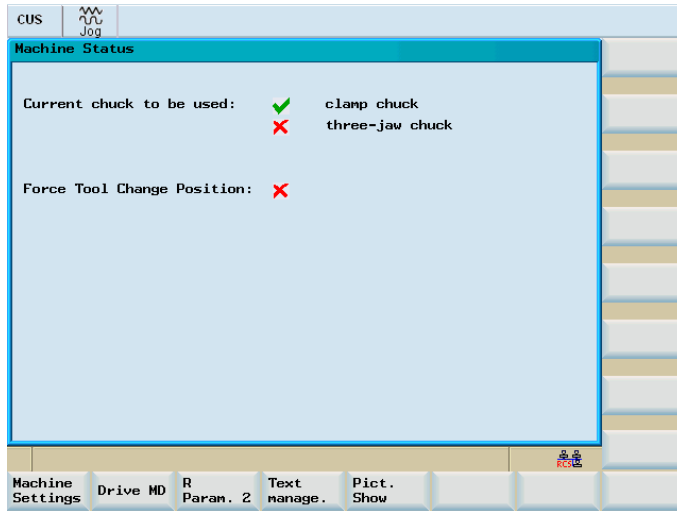 CUS
Jog
Machine Status
Current chuck to be used: clamp chuck
three-jaw chuck
Force Tool Change Position:
RCS
Machine Settings
Drive MD
R Param. 2
Text manage.
Pict. Show